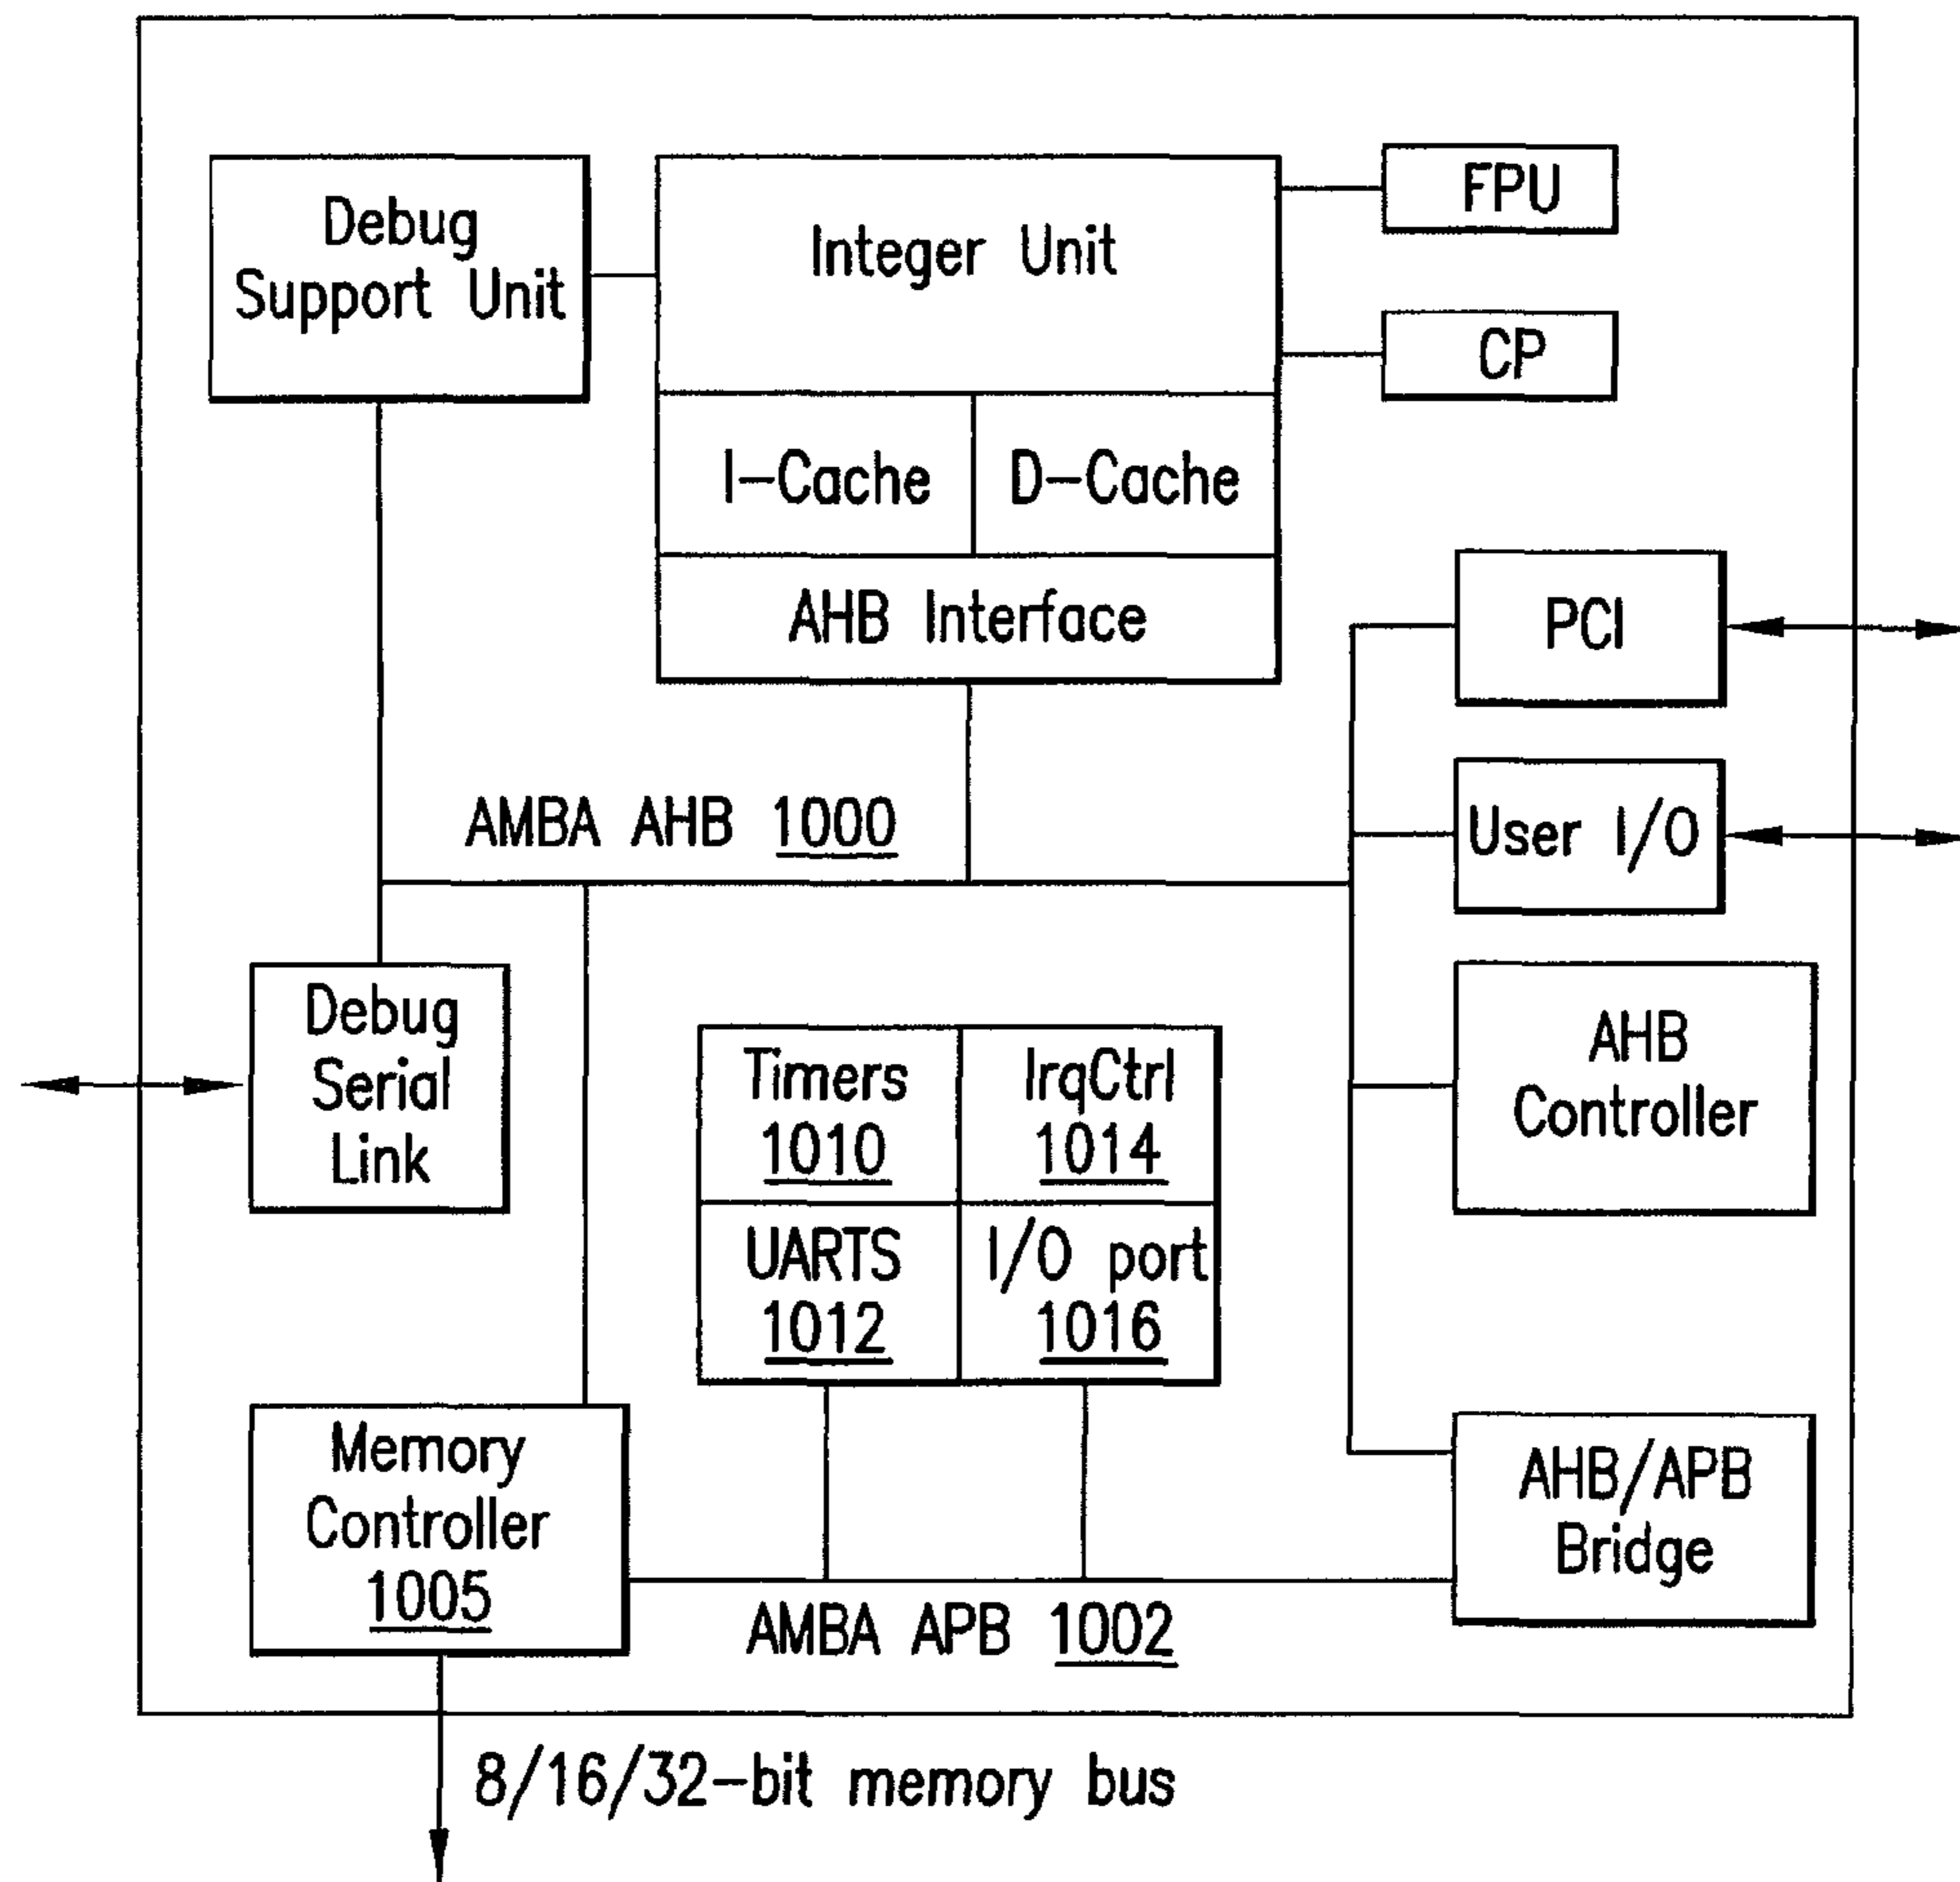 Debug
Support Unit
Integer Unit
FPU
CP
I-Cache
D-Cache
AHB Interface
PCI
User I/O
AMBA AHB 1000
Debug
Serial
Link
AHB
Controller
Timers
1010
IrqCtrl
1014
UARTS
1012
I/O port
1016
Memory
Controller
1005
AHB/APB
Bridge
AMBA APB 1002
8/16/32-bit memory bus